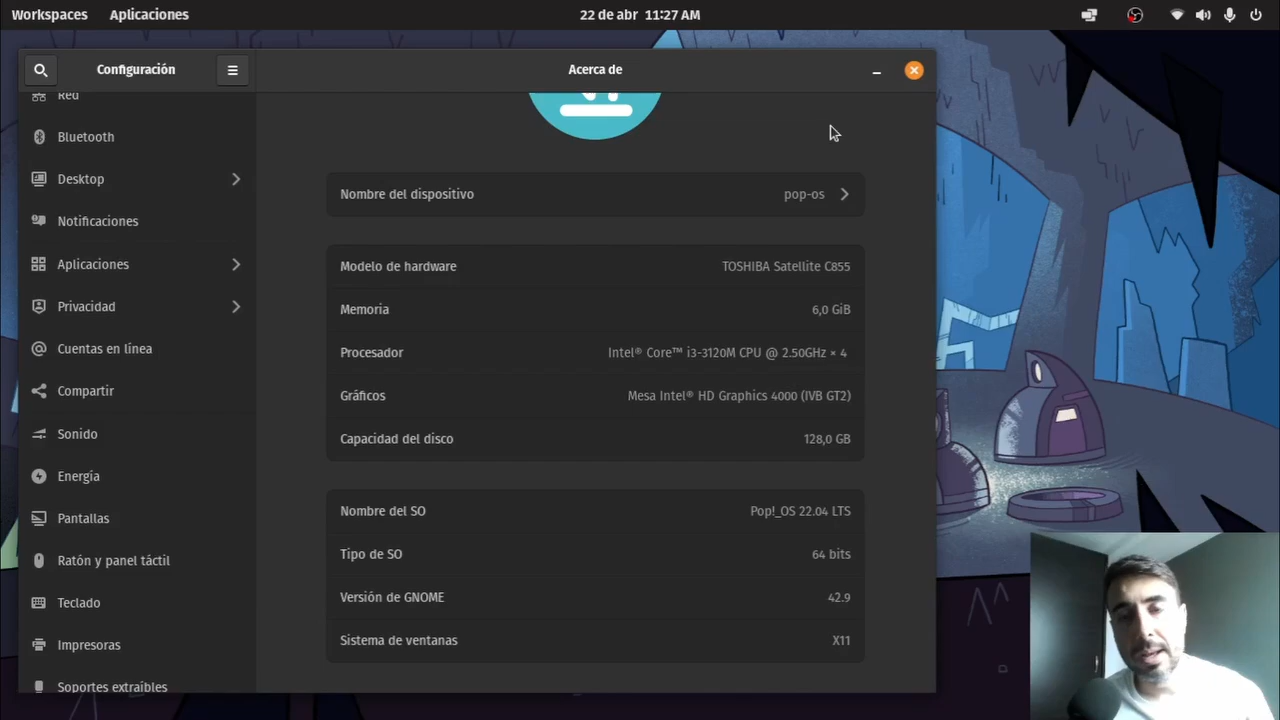 Workspaces Aplicaciones 22 de abr 11:27 AM
Configuración Acerca de
Red
Bluetooth
Desktop
Notificaciones
Aplicaciones
Privacidad
Cuentas en línea
Compartir
Sonido
Energía
Pantallas
Ratón y panel táctil
Teclado
Impresoras
Soportes extraíbles
Nombre del dispositivo pop-os
Modelo de hardware TOSHIBA Satellite C855
Memoria 6,0 GiB
Procesador Intel® Core™ i3-3120M CPU @ 2.50GHz × 4
Gráficos Mesa Intel® HD Graphics 4000 (IVB GT2)
Capacidad del disco 128,0 GB
Nombre del SO Pop!_OS 22.04 LTS
Tipo de SO 64 bits
Versión de GNOME 42.9
Sistema de ventanas X11